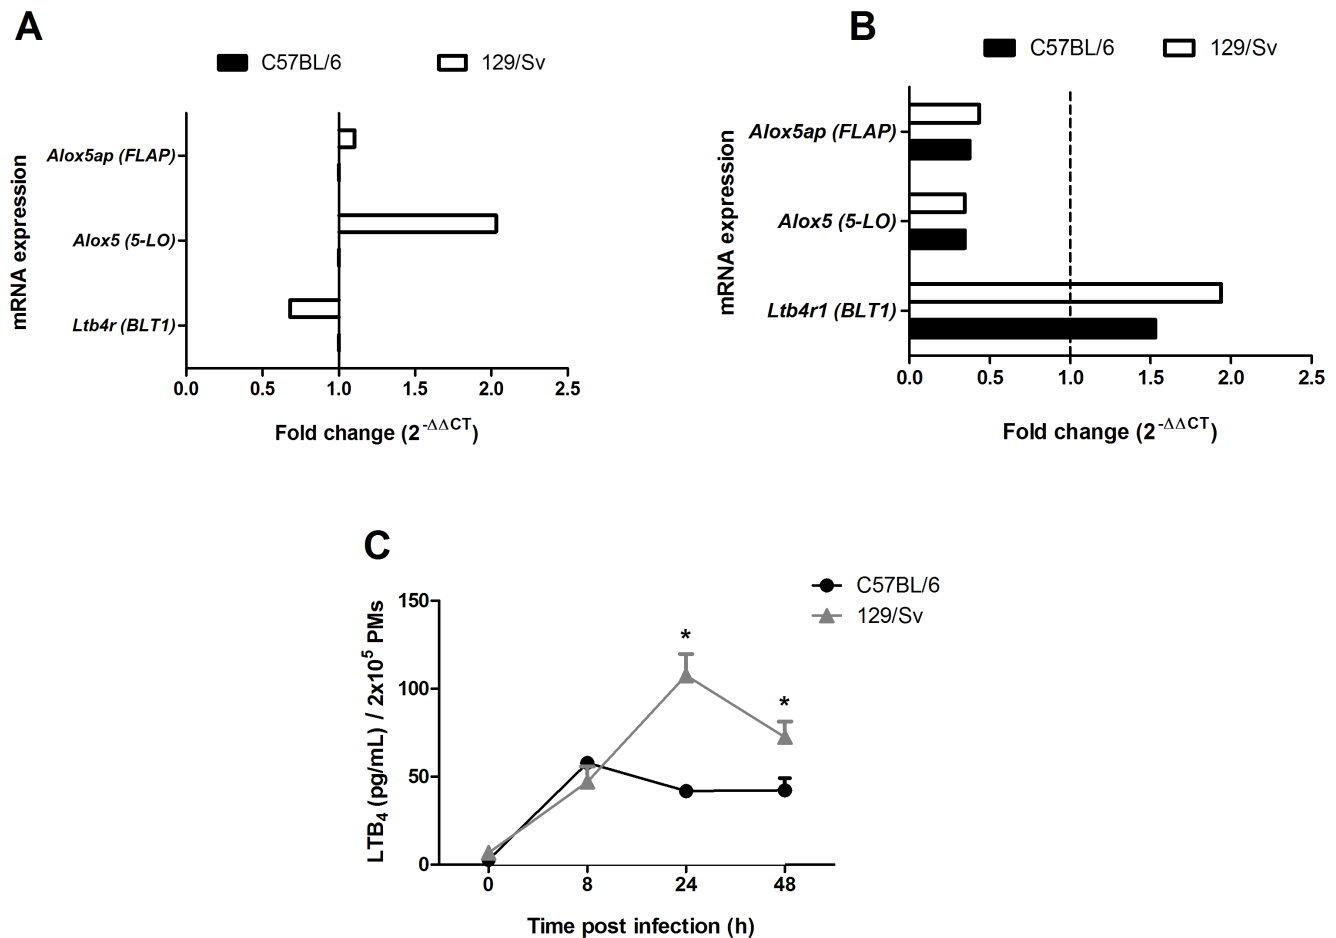 A
C57BL/6
129/Sv
mRNA expression
Alox5ap (FLAP)
Alox5 (5-LO)
Ltb4r (BLT1)
0.0
0.5
1.0
1.5
2.0
2.5
Fold change (2^-ΔΔCT)
B
C57BL/6
129/Sv
mRNA expression
Alox5ap (FLAP)
Alox5 (5-LO)
Ltb4r1 (BLT1)
0.0
0.5
1.0
1.5
2.0
2.5
Fold change (2^-ΔΔCT)
C
C57BL/6
129/Sv
LTB₄ (pg/mL) / 2x10⁵ PMs
150
100
50
0
*
*
0
8
24
48
Time post infection (h)